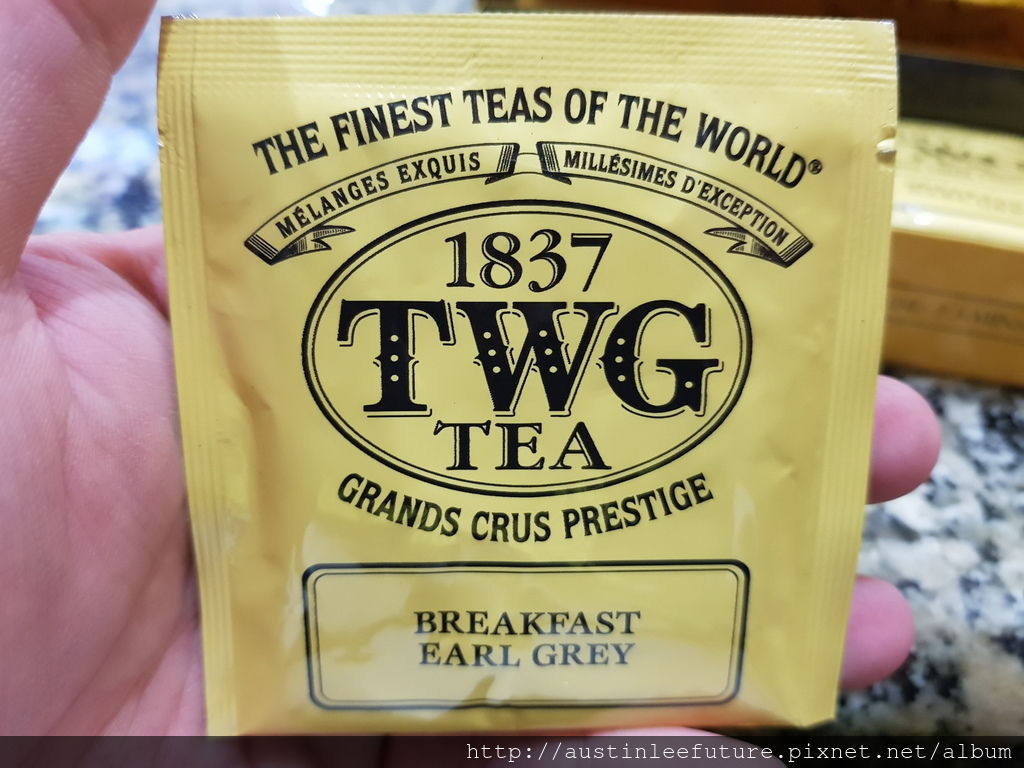 THE FINEST TEAS OF THE WORLD®
MÉLANGES EXQUIS MILLÉSIMES D'EXCEPTION
1837
TWG
TEA
GRANDS CRUS PRESTIGE
BREAKFAST
EARL GREY
http://austinleefuture.pixnet.net/album